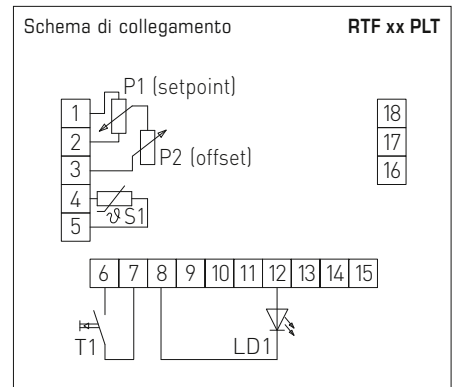 Schema di collegamento RTF xx PLT
P1 (setpoint)
1
2
3
4
5
P2 (offset)
ϑ S1
18
17
16
6 7 8 9 10 11 12 13 14 15
T1
LD1